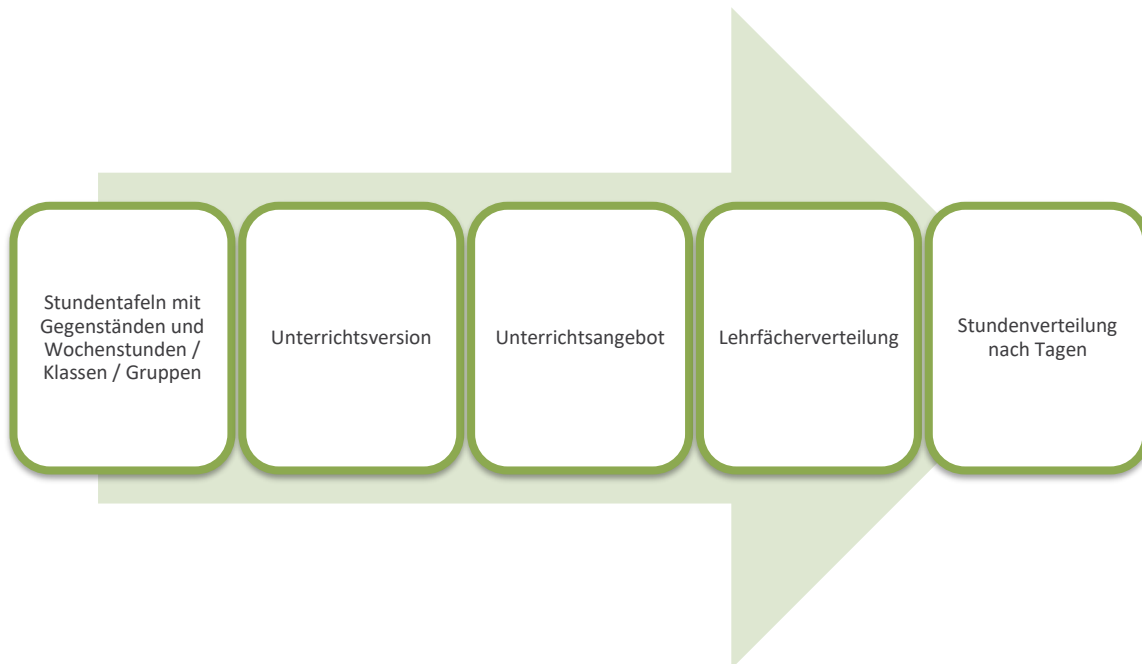 Stundentafeln mit
Gegenständen und
Wochenstunden /
Klassen / Gruppen
Unterrichtsversion
Unterrichtsangebot
Lehrfächerverteilung
Stundenverteilung
nach Tagen